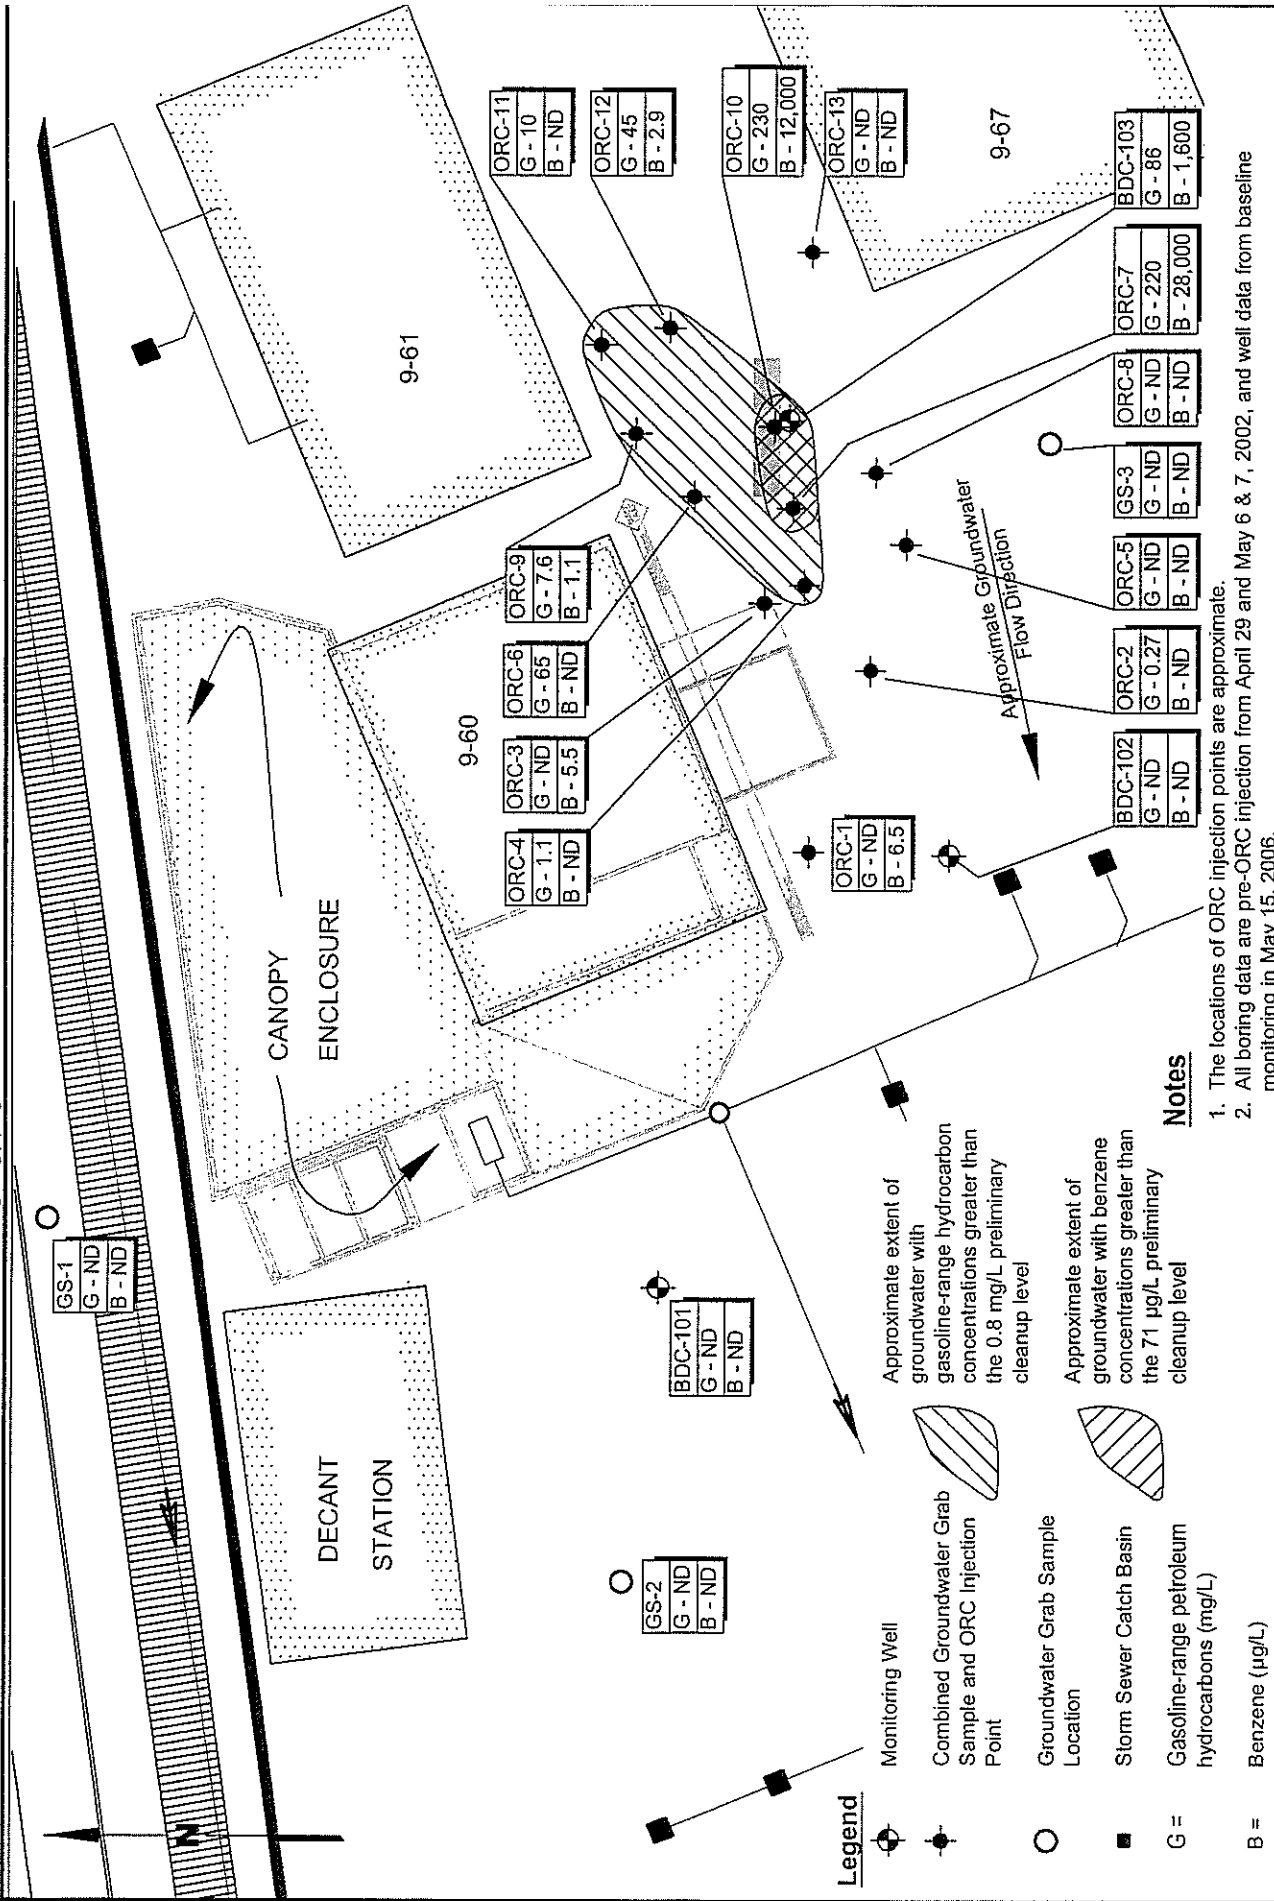 N
GS-1
G - ND
B - ND
DECANT
STATION
CANOPY
ENCLOSURE
9-61
9-60
9-67
GS-2
G - ND
B - ND
BDC-101
G - ND
B - ND
ORC-4
G - 1.1
B - ND
ORC-3
G - ND
B - 5.5
ORC-6
G - 65
B - ND
ORC-9
G - 7.6
B - 1.1
ORC-11
G - 10
B - ND
ORC-12
G - 45
B - 2.9
ORC-10
G - 230
B - 12,000
ORC-13
G - ND
B - ND
ORC-1
G - ND
B - 6.5
Approximate Groundwater
Flow Direction
BDC-102
G - ND
B - ND
ORC-2
G - 0.27
B - ND
ORC-5
G - ND
B - ND
GS-3
G - ND
B - ND
ORC-8
G - ND
B - ND
ORC-7
G - 220
B - 28,000
BDC-103
G - 86
B - 1,600
Legend
Monitoring Well
Combined Groundwater Grab
Sample and ORC Injection
Point
Groundwater Grab Sample
Location
Storm Sewer Catch Basin
G = Gasoline-range petroleum
hydrocarbons (mg/L)
B = Benzene (µg/L)
Approximate extent of
groundwater with
gasoline-range hydrocarbon
concentrations greater than
the 0.8 mg/L preliminary
cleanup level
Approximate extent of
groundwater with benzene
concentrations greater than
the 71 µg/L preliminary
cleanup level
Notes
1. The locations of ORC injection points are approximate.
2. All boring data are pre-ORC injection from April 29 and May 6 & 7, 2002, and well data from baseline
monitoring in May 15, 2006.